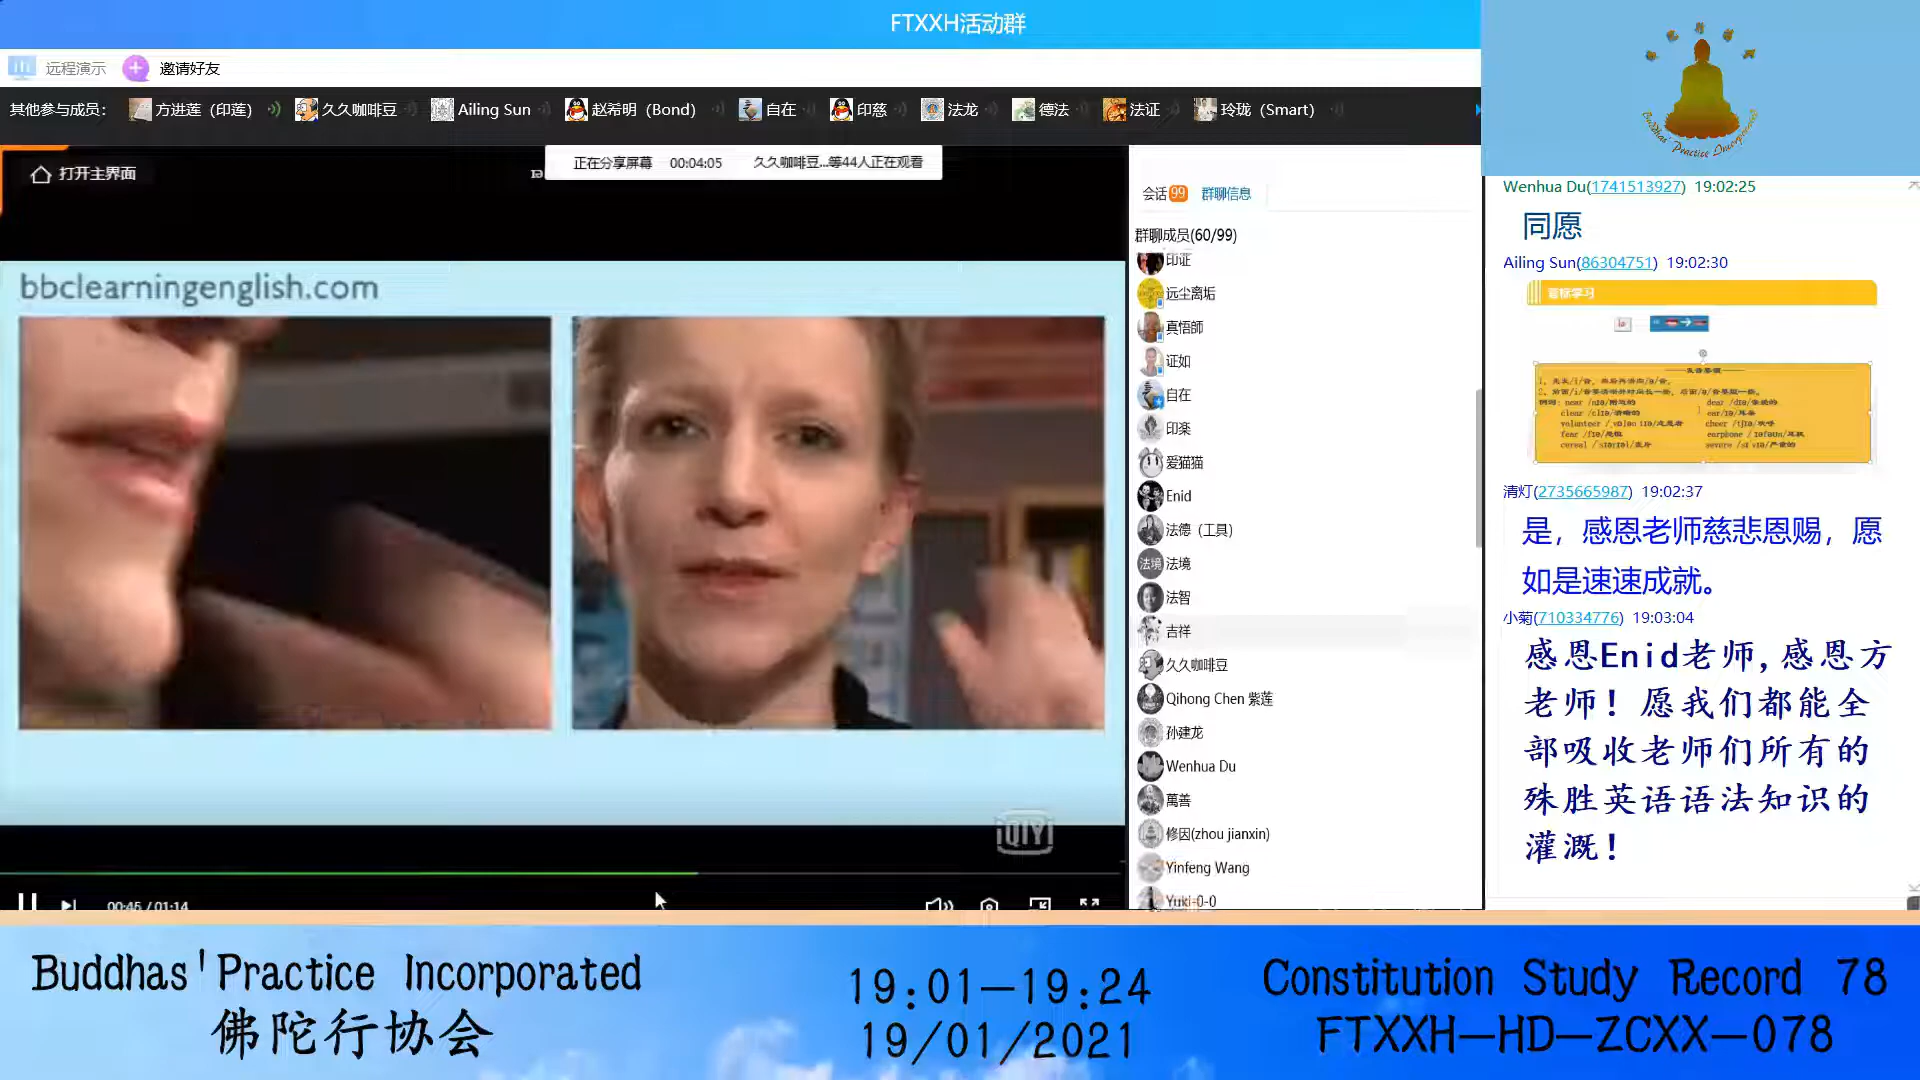 FTXXH活动群
远程演示
邀请好友
其他参与成员：
方进莲（印莲）
久久咖啡豆
Ailing Sun
赵希明（Bond）
自在
印慈
法龙
德法
法证
玲珑（Smart）
打开主界面
正在分享屏幕 00:04:05 久久咖啡豆...等44人正在观看
bbclearningenglish.com
iQIYI
00:45 / 01:14
会话 99 群聊信息
群聊成员(60/99)
印证
远尘离垢
真悟師
证如
自在
印楽
爱猫猫
Enid
法德（工具）
法境
法境
法智
吉祥
久久咖啡豆
Qihong Chen 紫莲
孙建龙
Wenhua Du
萬善
修因(zhou jianxin)
Yinfeng Wang
Yuki-0-0
Buddhas' Practice Incorporated
Wenhua Du(1741513927) 19:02:25
同愿
Ailing Sun(86304751) 19:02:30
音标学习
清灯(2735665987) 19:02:37
是，感恩老师慈悲恩赐，愿
如是速速成就。
小菊(710334776) 19:03:04
感恩Enid老师,感恩方
老师！愿我们都能全
部吸收老师们所有的
殊胜英语语法知识的
灌溉！
Buddhas'Practice Incorporated
佛陀行协会
19:01—19:24
19/01/2021
Constitution Study Record 78
FTXXH—HD—ZCXX—078